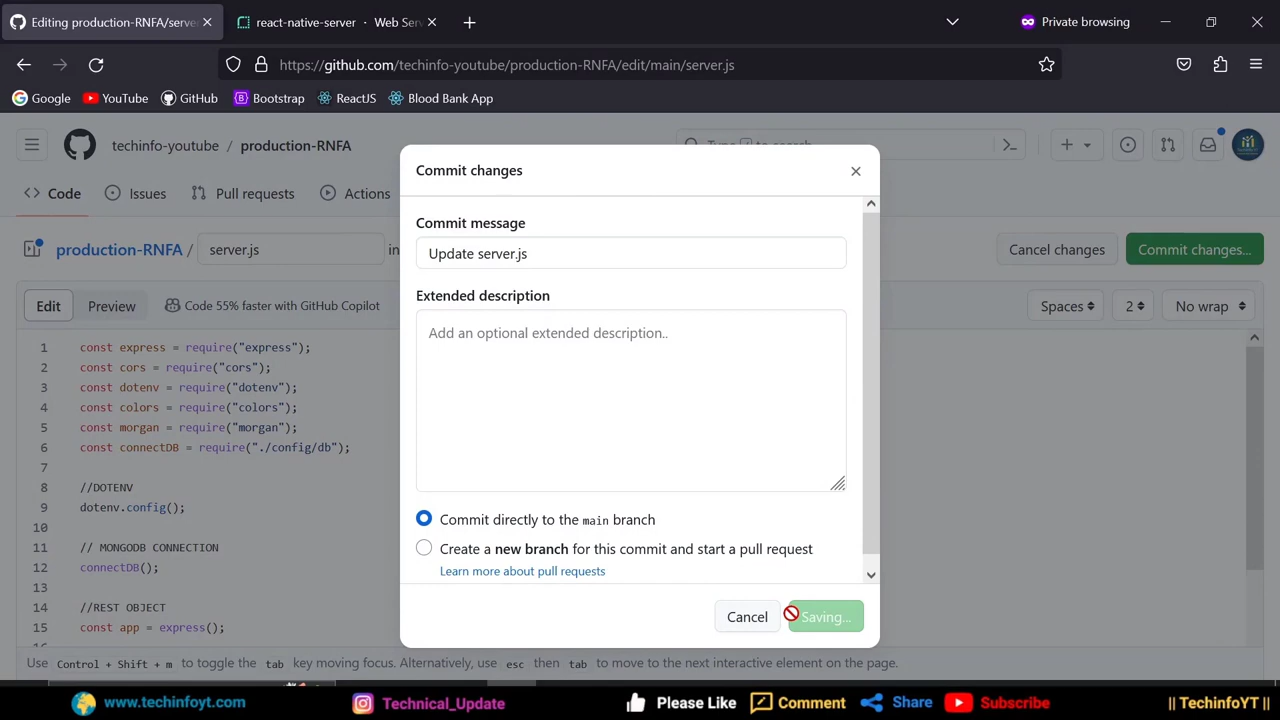 Editing production-RNFA/server
react-native-server · Web Ser
Private browsing
https://github.com/techinfo-youtube/production-RNFA/edit/main/server.js
Google
YouTube
GitHub
Bootstrap
ReactJS
Blood Bank App
techinfo-youtube / production-RNFA
Type / to search
Code
Issues
Pull requests
Actions
production-RNFA / server.js in
Cancel changes
Commit changes...
Edit
Preview
Code 55% faster with GitHub Copilot
Spaces
2
No wrap
1 const express = require("express");
2 const cors = require("cors");
3 const dotenv = require("dotenv");
4 const colors = require("colors");
5 const morgan = require("morgan");
6 const connectDB = require("./config/db");
7
8 //DOTENV
9 dotenv.config();
10
11 // MONGODB CONNECTION
12 connectDB();
13
14 //REST OBJECT
15 const app = express();
Use Control + Shift + m to toggle the tab key moving focus. Alternatively, use esc then tab to move to the next interactive element on the page.
Commit changes
Commit message
Update server.js
Extended description
Add an optional extended description..
Commit directly to the main branch
Create a new branch for this commit and start a pull request
Learn more about pull requests
Cancel
Saving...
www.techinfoyt.com
Technical_Update
Please Like
Comment
Share
Subscribe
|| TechinfoYT ||